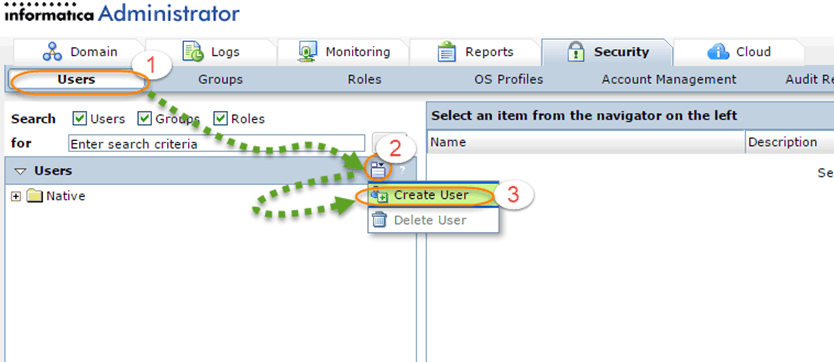 informatica Administrator
Domain Logs Monitoring Reports Security Cloud
1
Users Groups Roles OS Profiles Account Management Audit Re
Search Users Groups Roles
for Enter search criteria
Select an item from the navigator on the left
Name Description
2
Users ?
Se
Native
Create User 3
Delete User